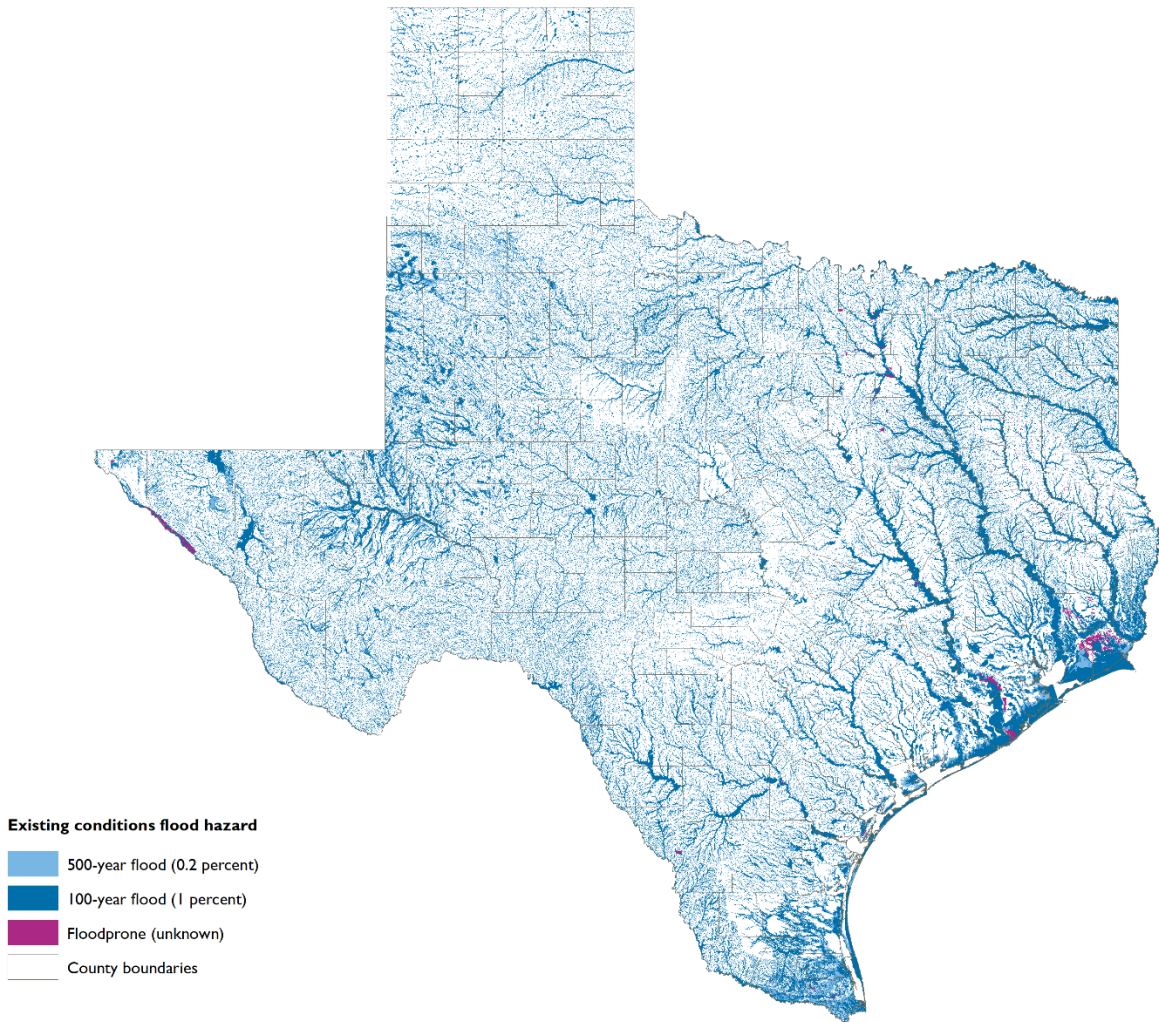 Existing conditions flood hazard
500-year flood (0.2 percent)
100-year flood (1 percent)
Floodprone (unknown)
County boundaries